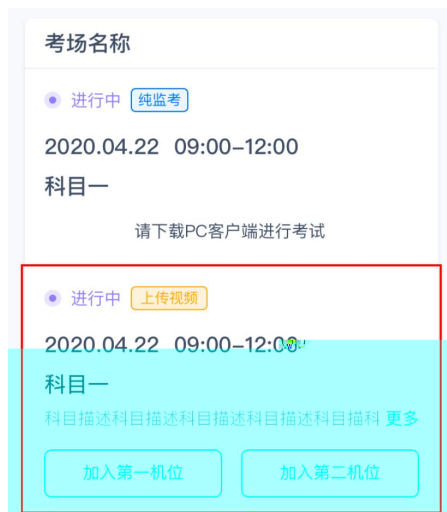 考场名称
进行中 纯监考
2020.04.22 09:00-12:00
科目一
请下载PC客户端进行考试
进行中 上传视频
2020.04.22 09:00-12:00
科目一
科目描述科目描述科目描述科目描述科目描科 更多
加入第一机位 加入第二机位